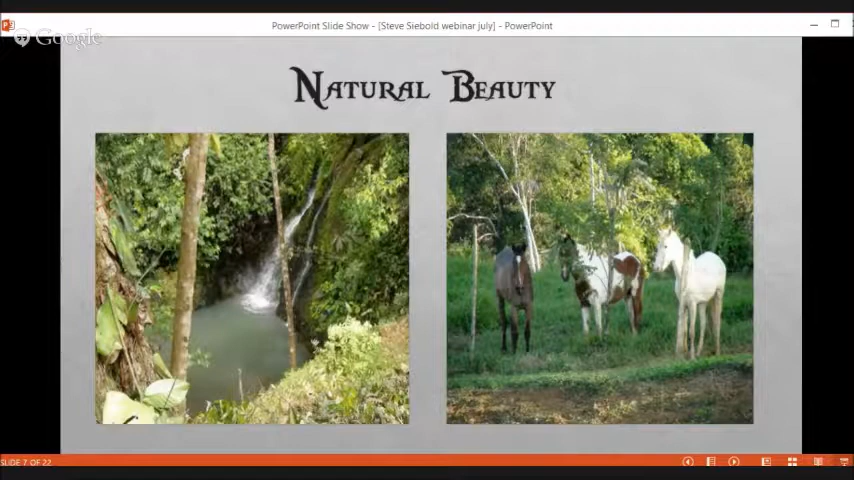 PowerPoint Slide Show - [Steve Siebold webinar july] - PowerPoint
Google
NATURAL BEAUTY
SLIDE 7 OF 22